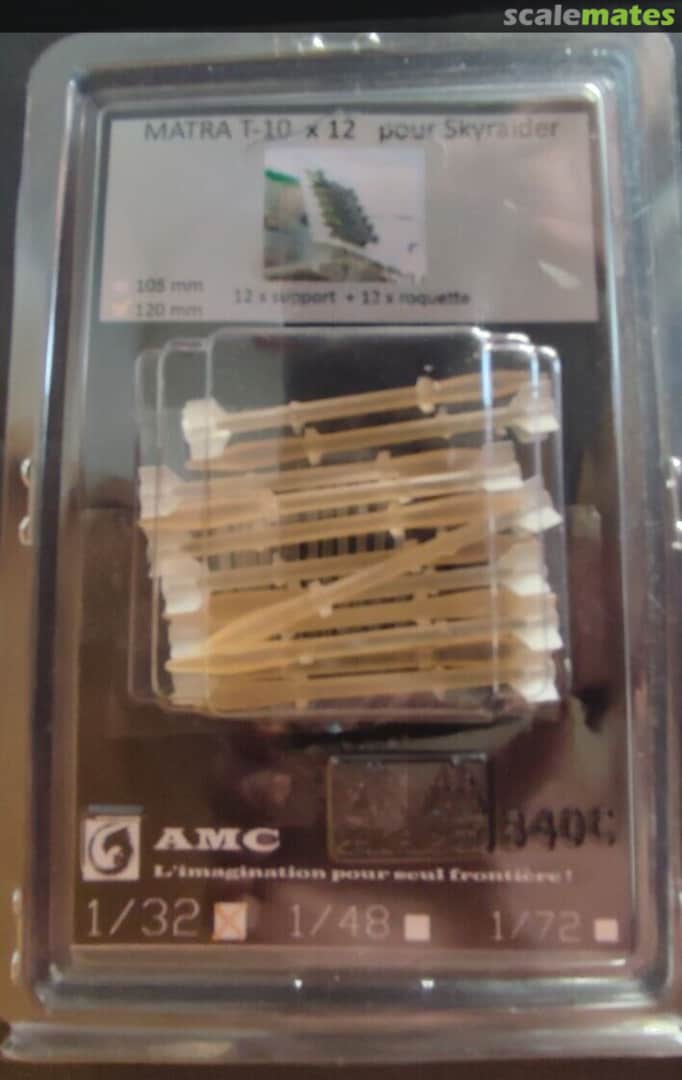 scalemates
MATRA T-10 x 12 pour Skyraider
105 mm
120 mm
12 x support + 12 x roquette
AMC
L'imagination pour seul frontière!
1/32 1/48 1/72